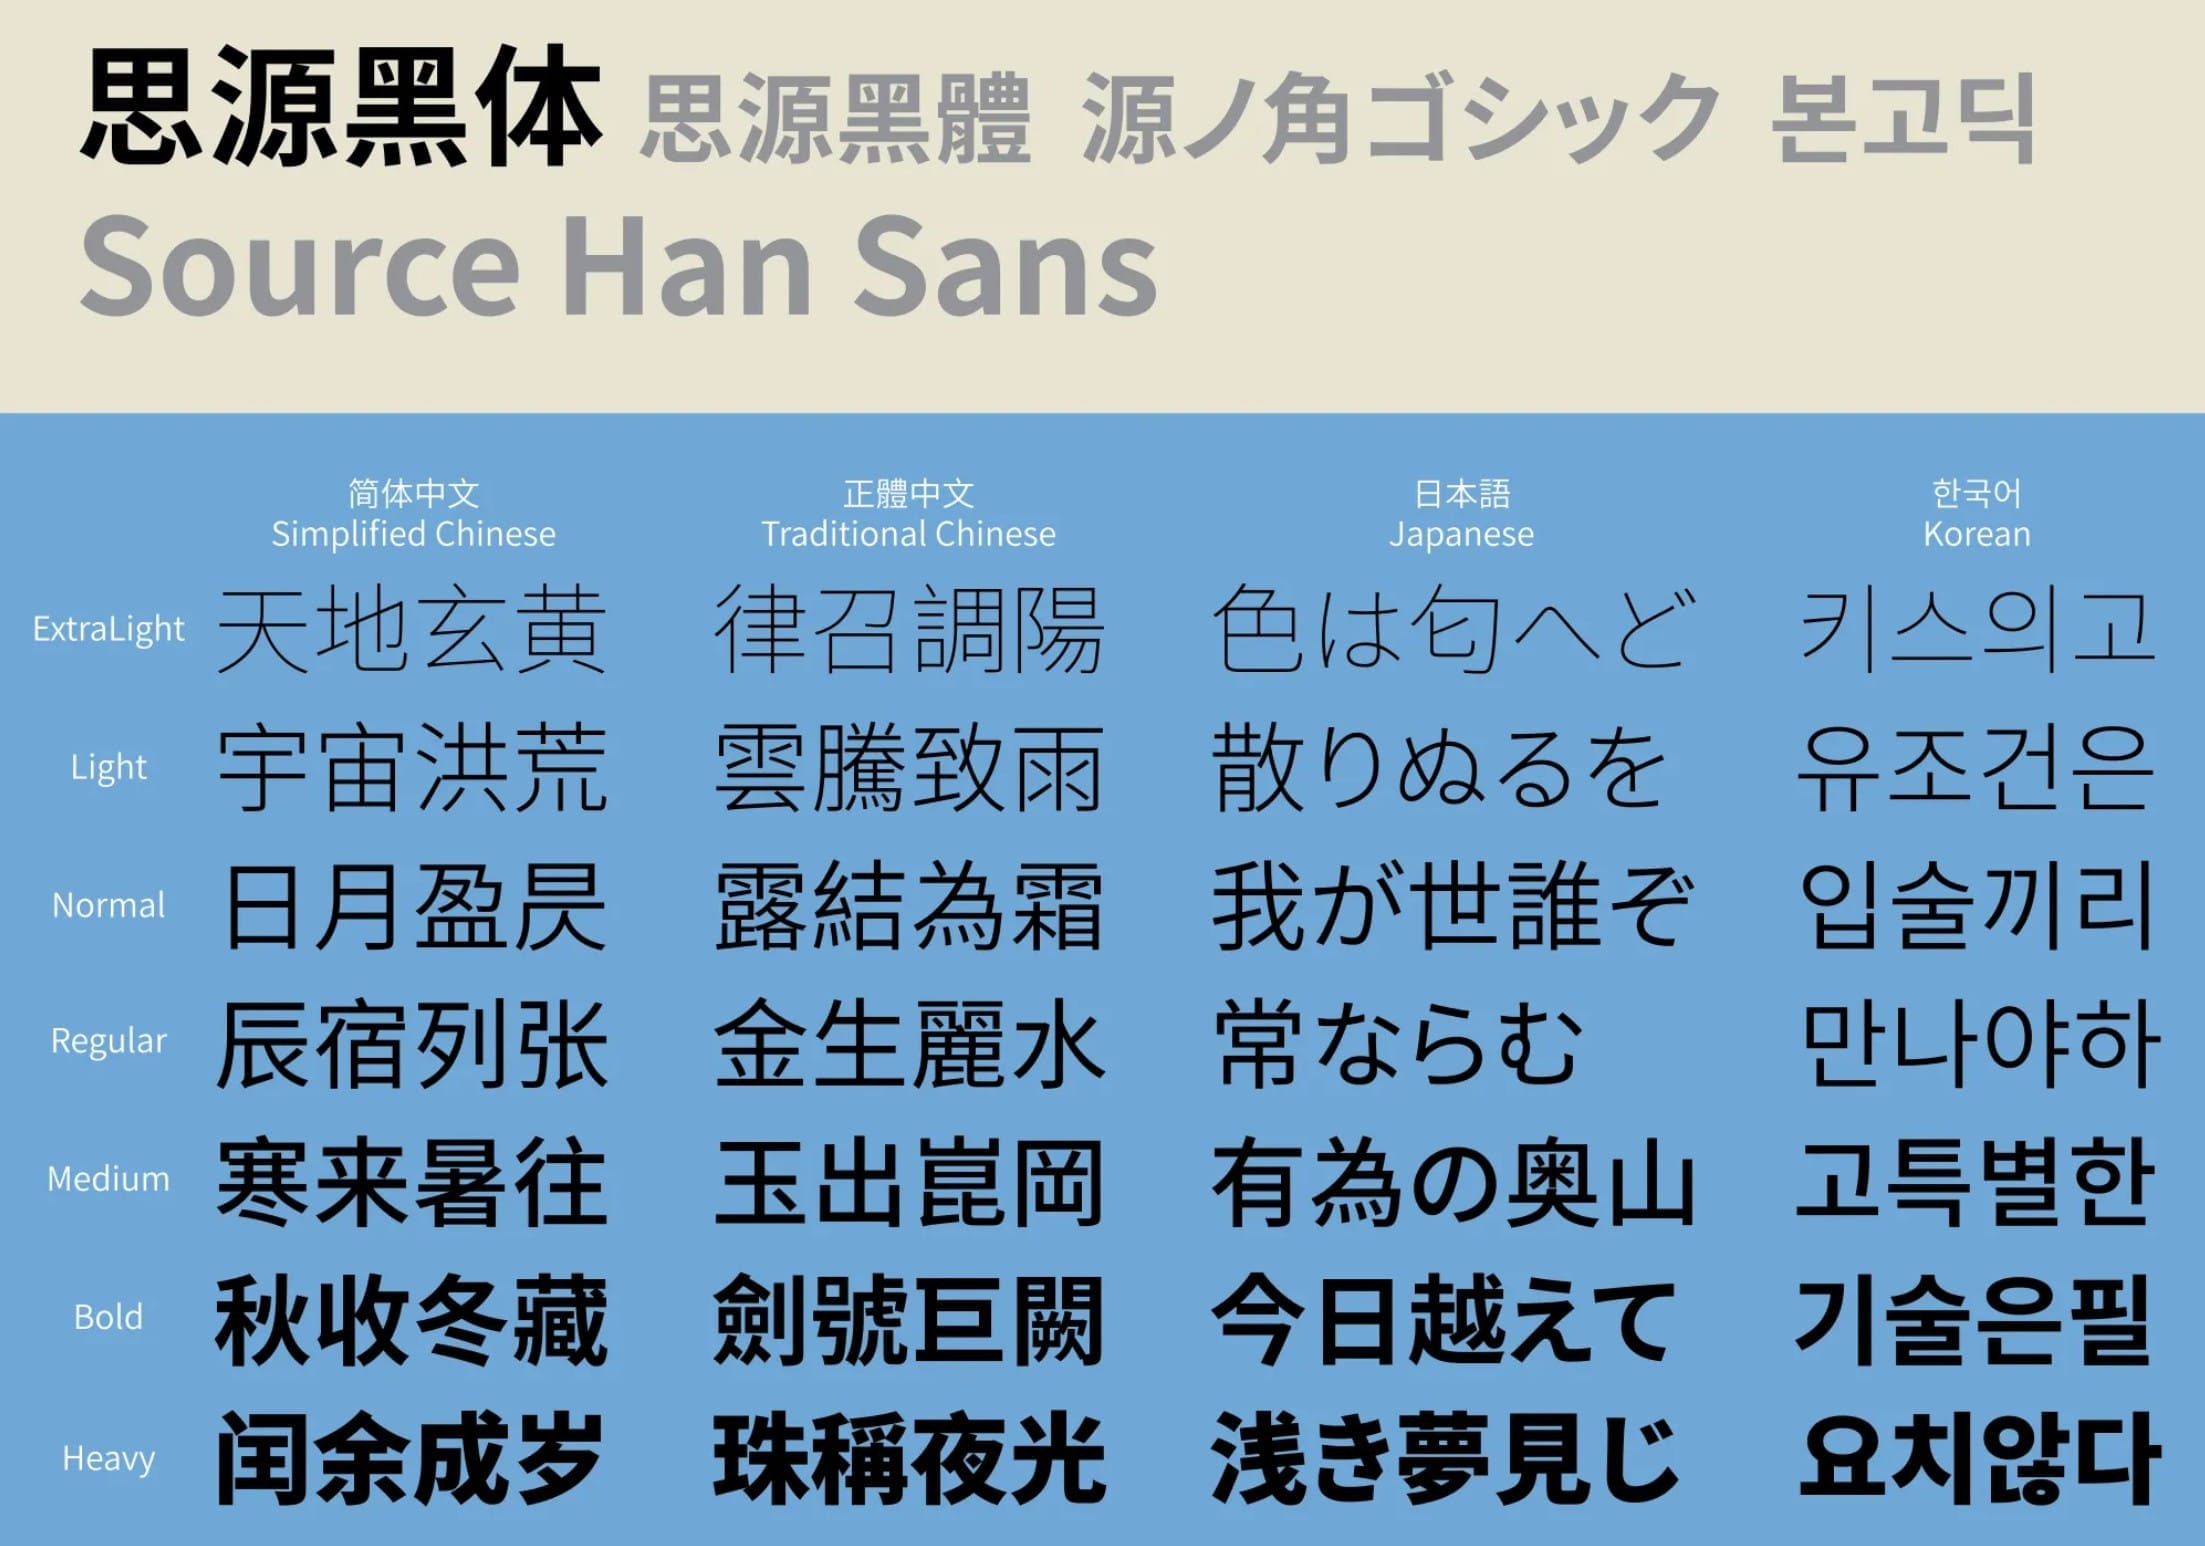 思源黑体 思源黑體 源ノ角ゴシック 본고딕
Source Han Sans
简体中文 正體中文 日本語 한국어
Simplified Chinese Traditional Chinese Japanese Korean
ExtraLight 天地玄黄 律召調陽 色は匂へど 키스의고
Light 宇宙洪荒 雲騰致雨 散りぬるを 유조건은
Normal 日月盈昃 露結為霜 我が世誰ぞ 입술끼리
Regular 辰宿列张 金生麗水 常ならむ 만나야하
Medium 寒来暑往 玉出崑岡 有為の奥山 고특별한
Bold 秋收冬藏 劍號巨闕 今日越えて 기술은필
Heavy 闰余成岁 珠稱夜光 浅き夢見じ 요치않다